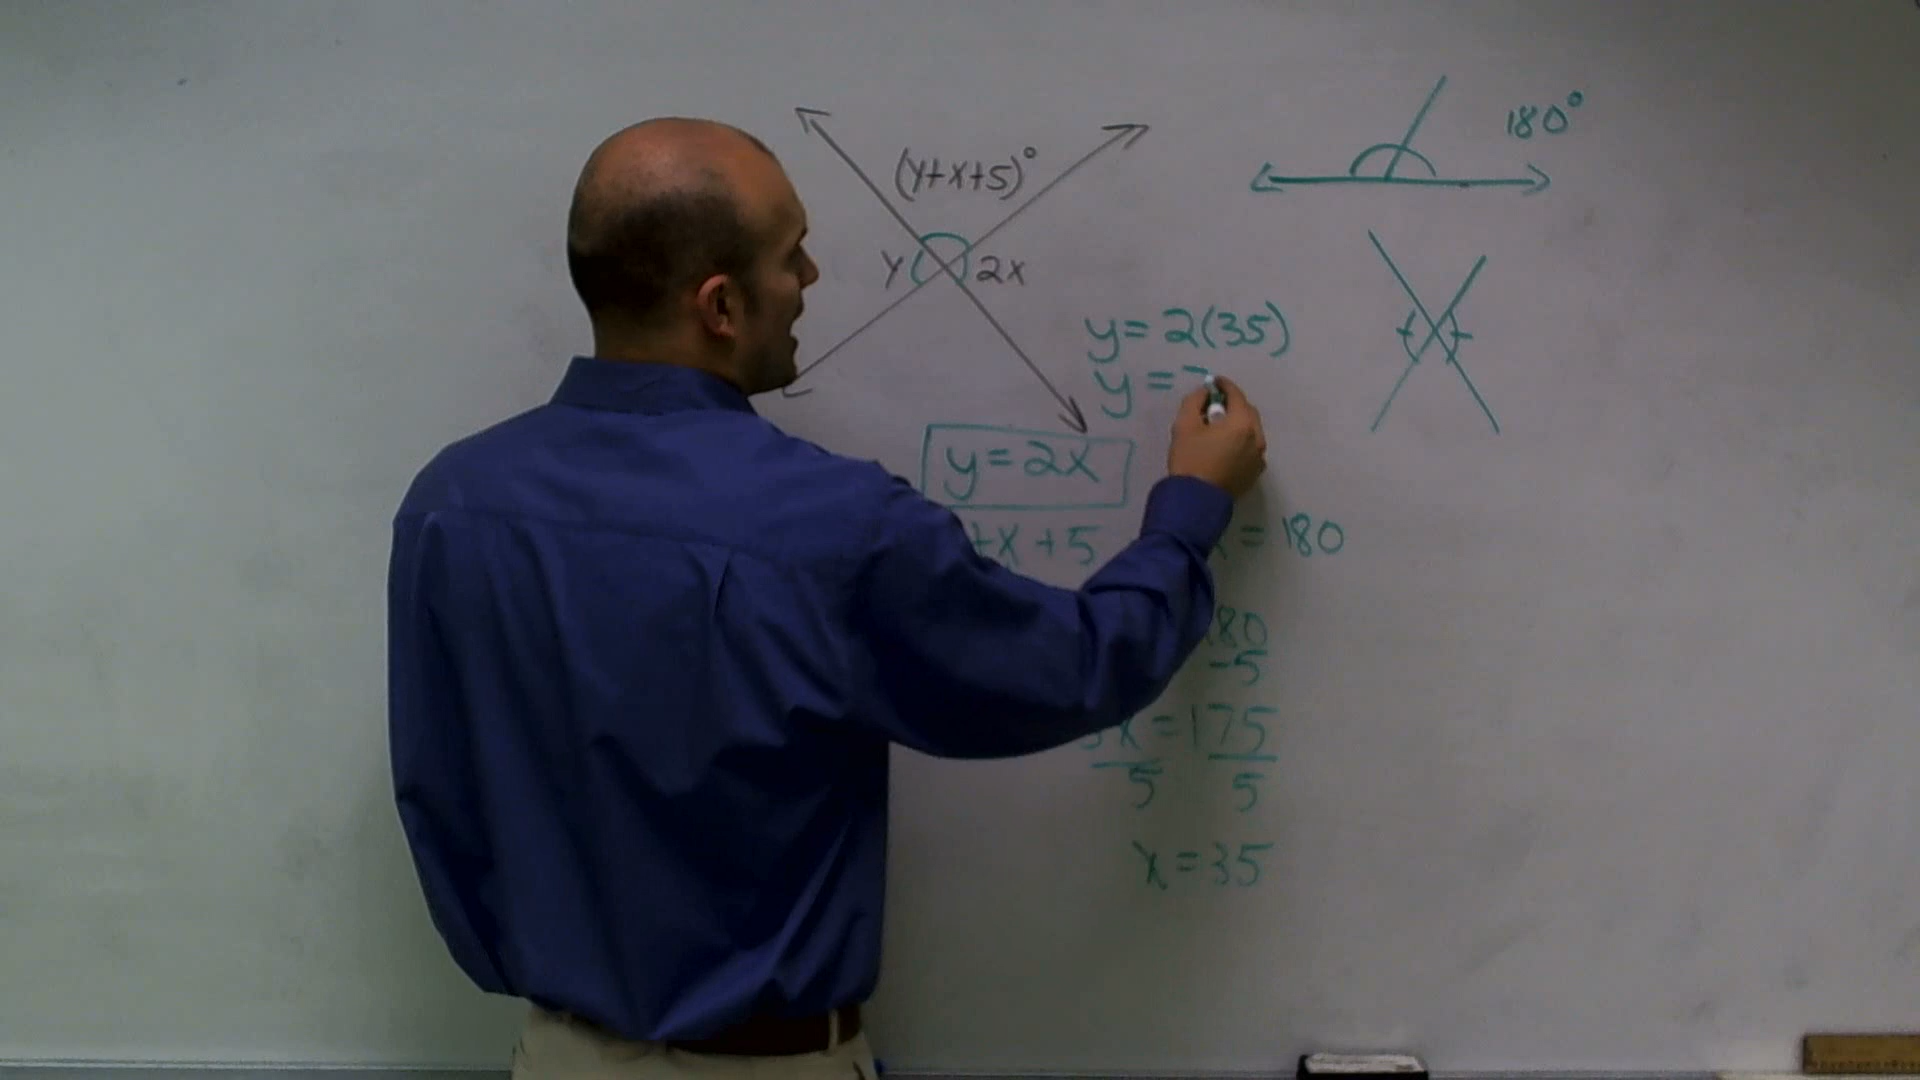 (y+x+5)°
180°
y
2x
y = 2(35)
y = 7
y = 2x
+x + 5
= 180
180
-5
x = 175
5 5
x = 35